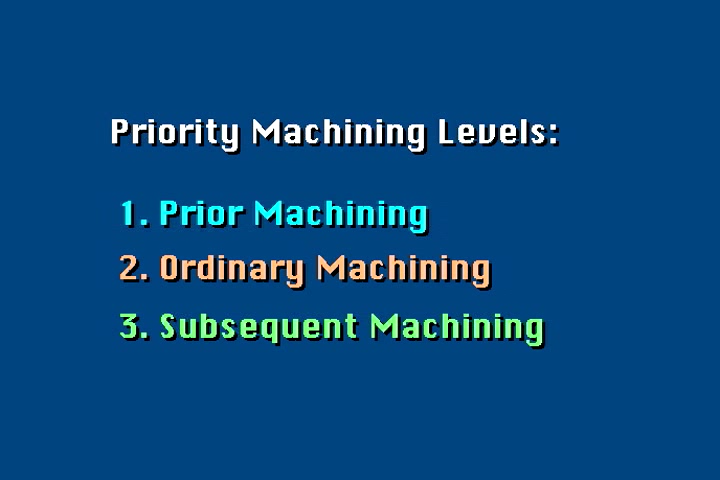 Priority Machining Levels:
1. Prior Machining
2. Ordinary Machining
3. Subsequent Machining